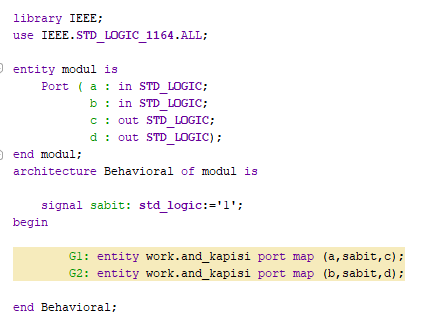 library IEEE;
use IEEE.STD_LOGIC_1164.ALL;
entity modul is
Port ( a : in STD_LOGIC;
b : in STD_LOGIC;
c : out STD_LOGIC;
d : out STD_LOGIC);
end modul;
architecture Behavioral of modul is
signal sabit: std_logic:='1';
begin
G1: entity work.and_kapisi port map (a,sabit,c);
G2: entity work.and_kapisi port map (b,sabit,d);
end Behavioral;